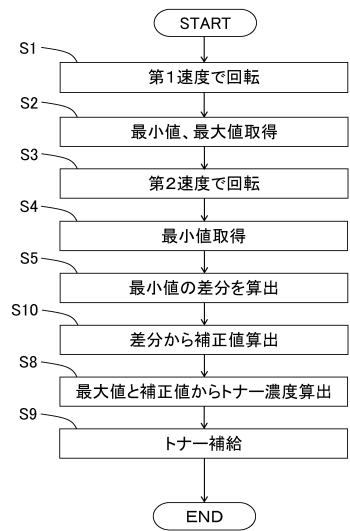 START
S1
第1速度で回転
S2
最小値、最大値取得
S3
第2速度で回転
S4
最小値取得
S5
最小値の差分を算出
S10
差分から補正値算出
S8
最大値と補正値からトナー濃度算出
S9
トナー補給
END